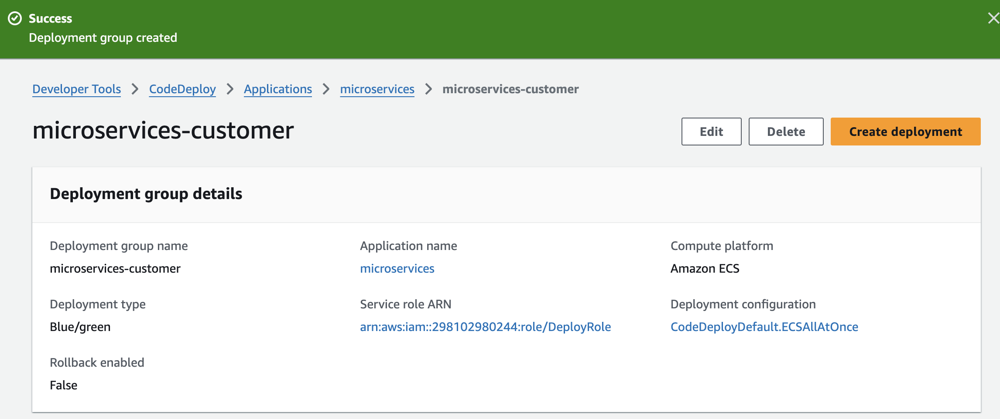 Success
Deployment group created
Developer Tools > CodeDeploy > Applications > microservices > microservices-customer
microservices-customer
Edit Delete Create deployment
Deployment group details
Deployment group name Application name Compute platform
microservices-customer microservices Amazon ECS
Deployment type Service role ARN Deployment configuration
Blue/green arn:aws:iam::298102980244:role/DeployRole CodeDeployDefault.ECSAllAtOnce
Rollback enabled
False